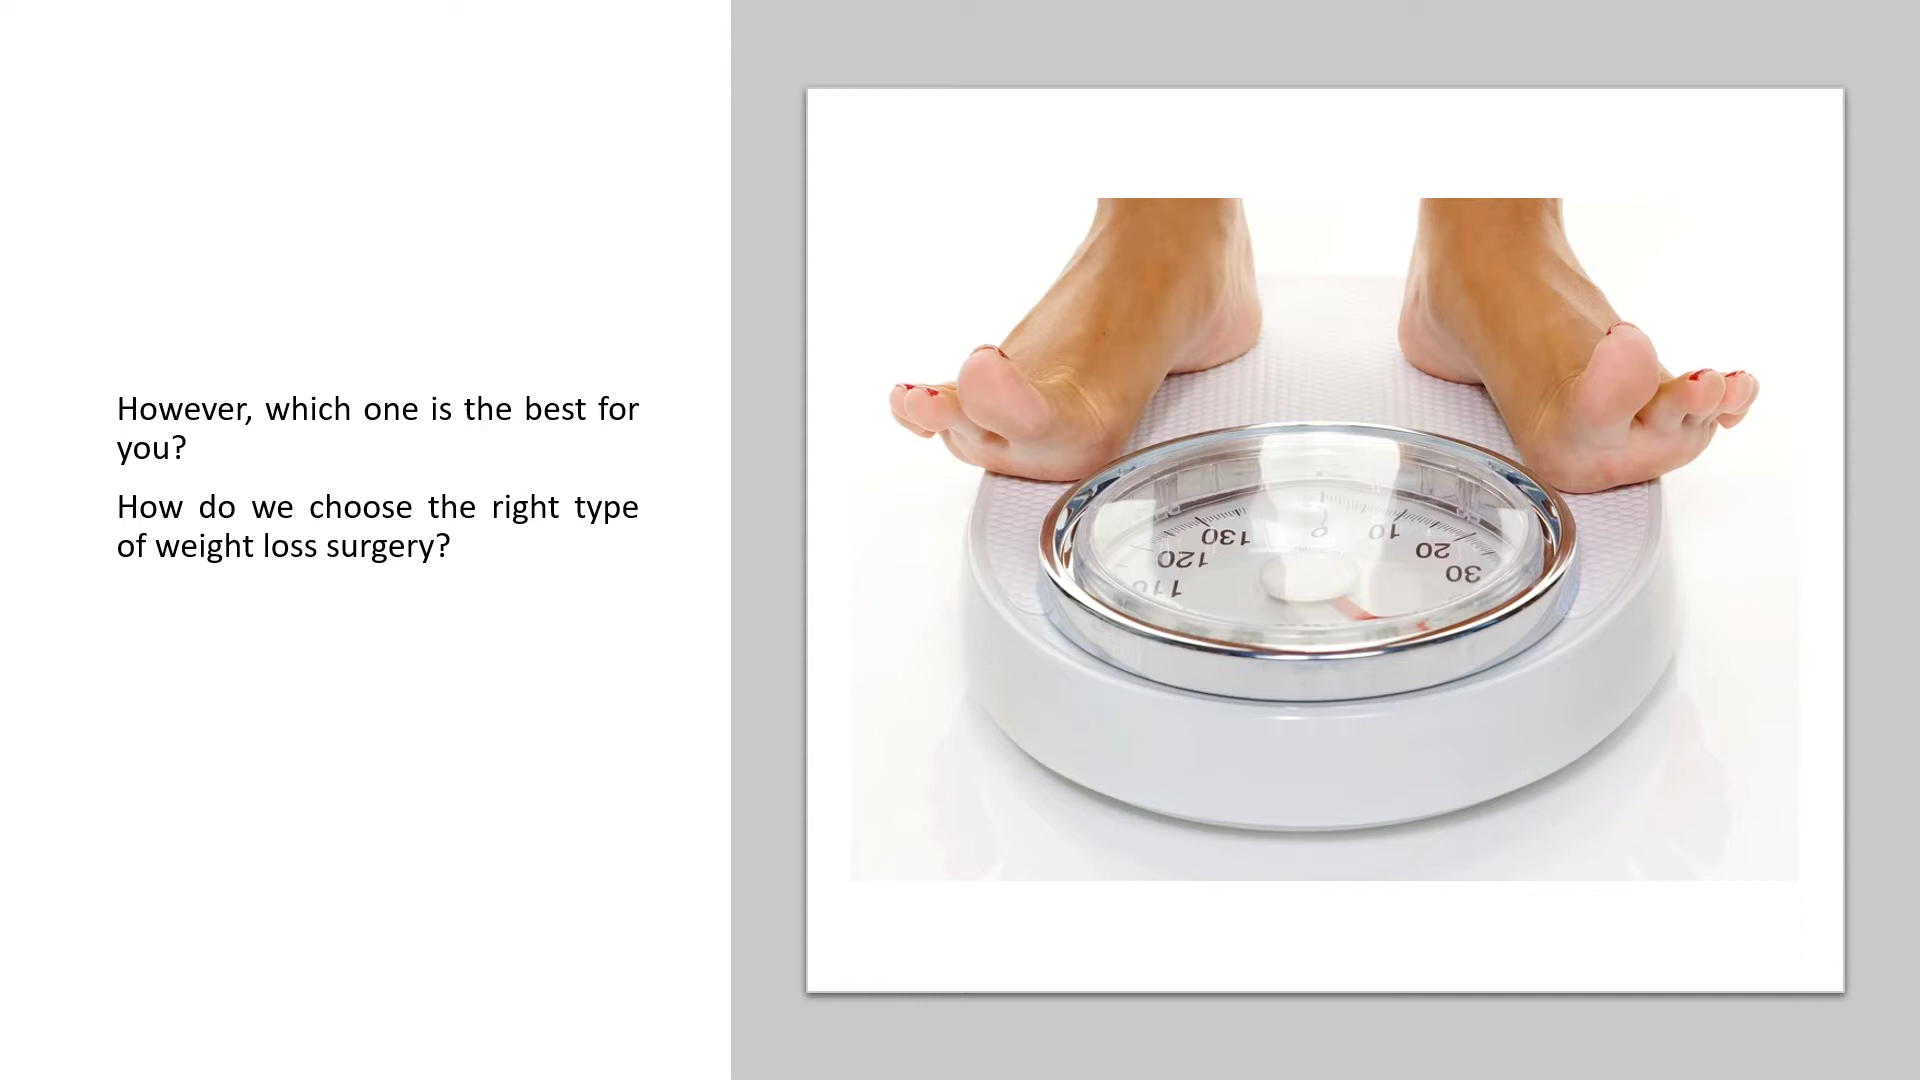 However, which one is the best for
you?
How do we choose the right type
of weight loss surgery?
130 0 10
120 20
110 30